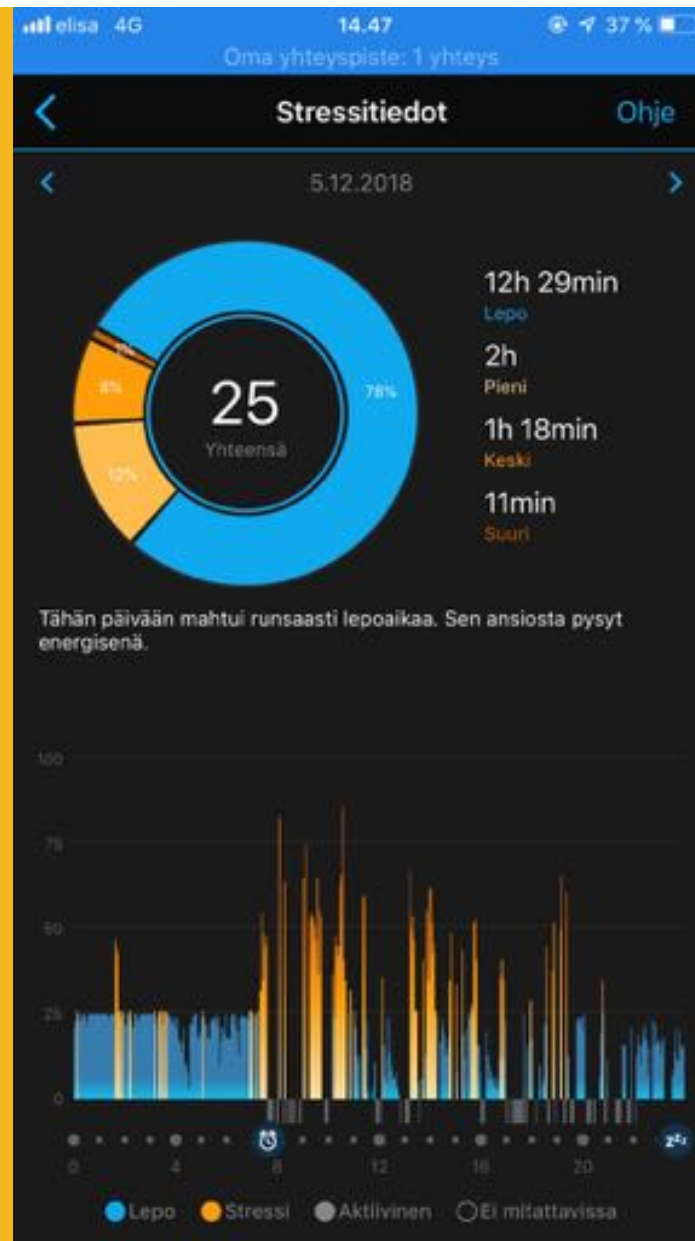 elisa 4G 14.47 37 %
Oma yhteyspiste: 1 yhteys
Stressitiedot Ohje
5.12.2018
12h 29min
Lepo
2h
Pieni
1h 18min
Keski
11min
Suuri
25
Yhteensä
78%
12%
8%
1%
Tähän päivään mahtui runsaasti lepoaikaa. Sen ansiosta pysyt
energisenä.
100
75
50
25
0
zzz
0 4 8 12 16 20
Lepo Stressi Aktiivinen Ei mitattavissa